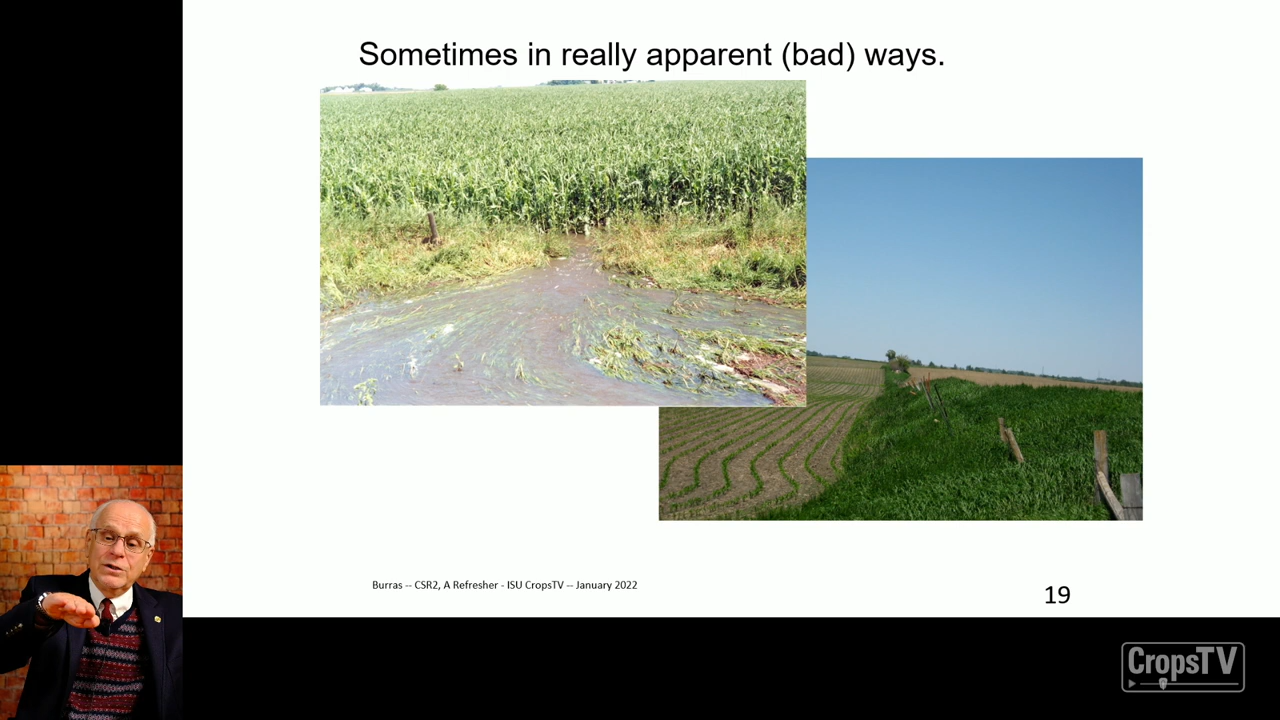 Sometimes in really apparent (bad) ways.
Burras -- CSR2, A Refresher - ISU CropsTV -- January 2022
19
CropsTV